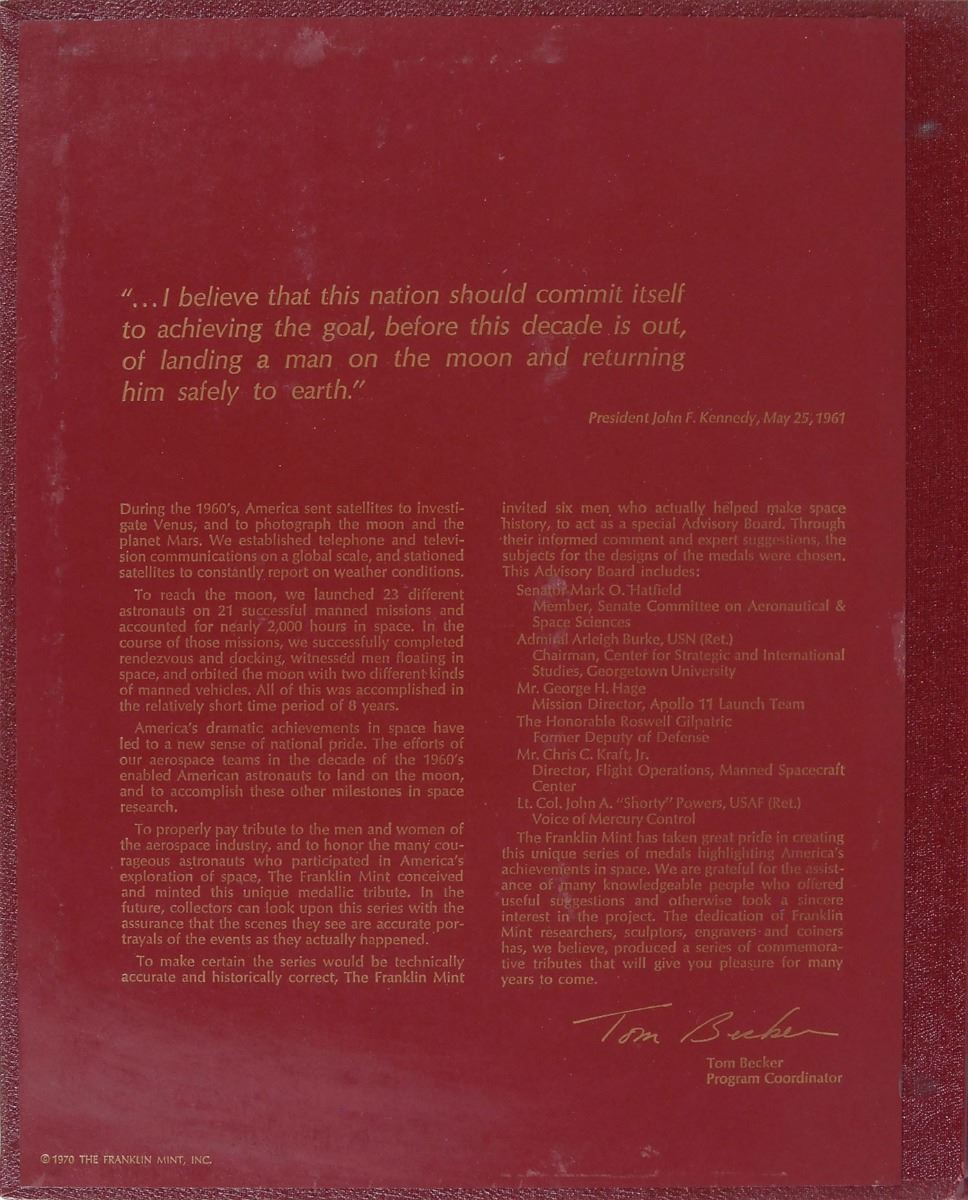 “...I believe that this nation should commit itself
to achieving the goal, before this decade is out,
of landing a man on the moon and returning
him safely to earth.”
President John F. Kennedy, May 25, 1961
During the 1960’s, America sent satellites to investi-
gate Venus, and to photograph the moon and the
planet Mars. We established telephone and televi-
sion communications on a global scale, and stationed
satellites to constantly report on weather conditions.
To reach the moon, we launched 23 different
astronauts on 21 successful manned missions and
accounted for nearly 2,000 hours in space. In the
course of those missions, we successfully completed
rendezvous and docking, witnessed men floating in
space, and orbited the moon with two different kinds
of manned vehicles. All of this was accomplished in
the relatively short time period of 8 years.
America’s dramatic achievements in space have
led to a new sense of national pride. The efforts of
our aerospace teams in the decade of the 1960’s
enabled American astronauts to land on the moon,
and to accomplish these other milestones in space
research.
To properly pay tribute to the men and women of
the aerospace industry, and to honor the many cou-
rageous astronauts who participated in America’s
exploration of space, The Franklin Mint conceived
and minted this unique medallic tribute. In the
future, collectors can look upon this series with the
assurance that the scenes they see are accurate por-
trayals of the events as they actually happened.
To make certain the series would be technically
accurate and historically correct, The Franklin Mint
invited six men who actually helped make space
history, to act as a special Advisory Board. Through
their informed comment and expert suggestions, the
subjects for the designs of the medals were chosen.
This Advisory Board includes:
Senator Mark O. Hatfield
Member, Senate Committee on Aeronautical &
Space Sciences
Admiral Arleigh Burke, USN (Ret.)
Chairman, Center for Strategic and International
Studies, Georgetown University
Mr. George H. Hage
Mission Director, Apollo 11 Launch Team
The Honorable Roswell Gilpatric
Former Deputy of Defense
Mr. Chris C. Kraft, Jr.
Director, Flight Operations, Manned Spacecraft
Center
Lt. Col. John A. “Shorty” Powers, USAF (Ret.)
Voice of Mercury Control
The Franklin Mint has taken great pride in creating
this unique series of medals highlighting America’s
achievements in space. We are grateful for the assist-
ance of many knowledgeable people who offered
useful suggestions and otherwise took a sincere
interest in the project. The dedication of Franklin
Mint researchers, sculptors, engravers and coiners
has, we believe, produced a series of commemora-
tive tributes that will give you pleasure for many
years to come.
Tom Becker
Tom Becker
Program Coordinator
©1970 THE FRANKLIN MINT, INC.